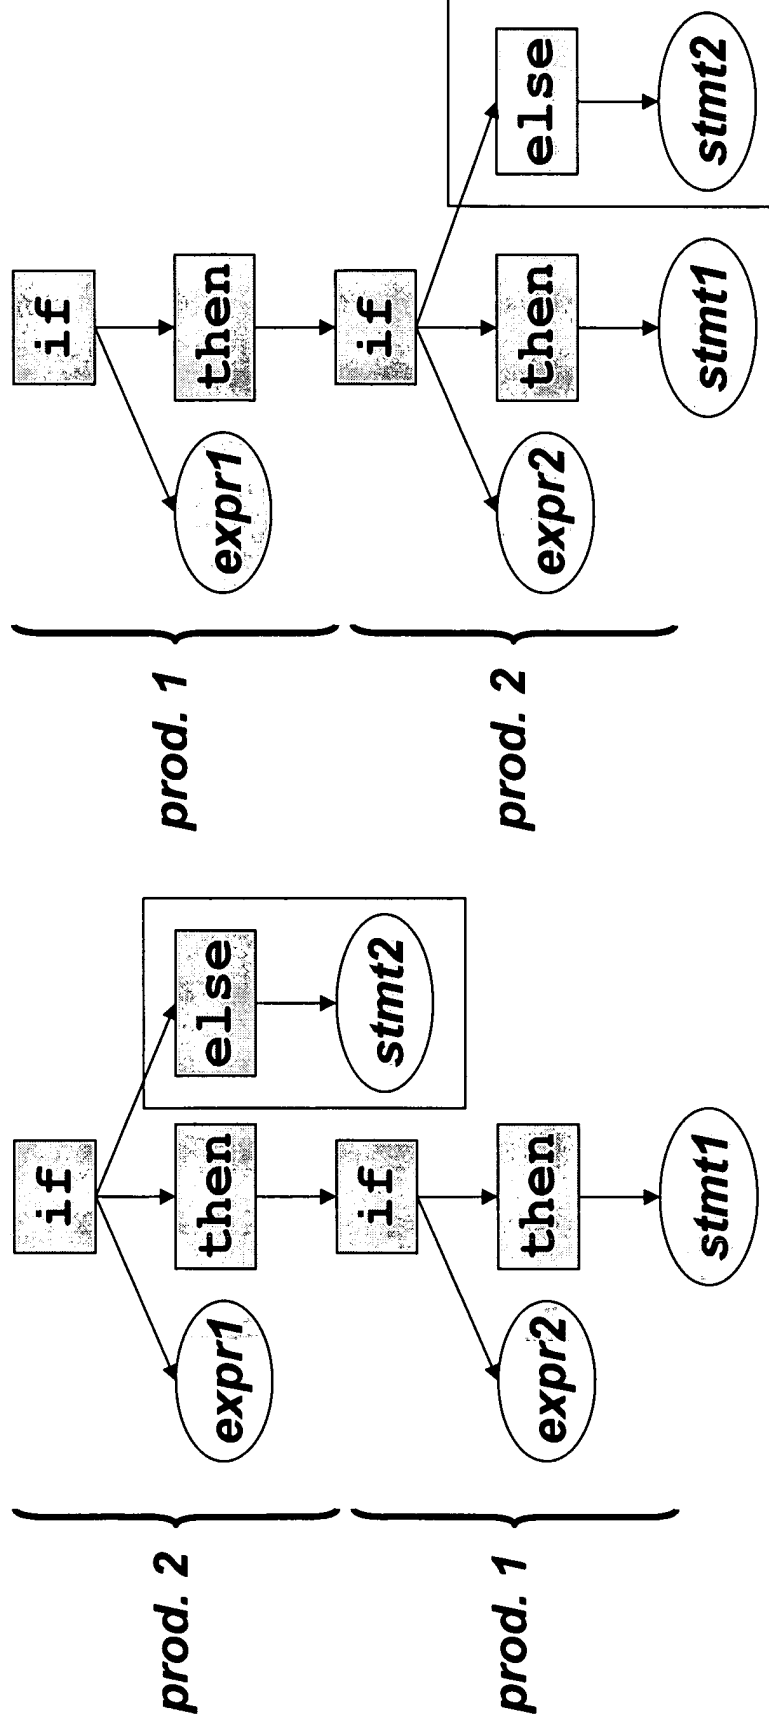 if
if
prod. 2
expr1
then
else
prod. 1
expr1
then
if
stmt2
if
prod. 1
expr2
then
prod. 2
expr2
then
else
stmt1
stmt1
stmt2